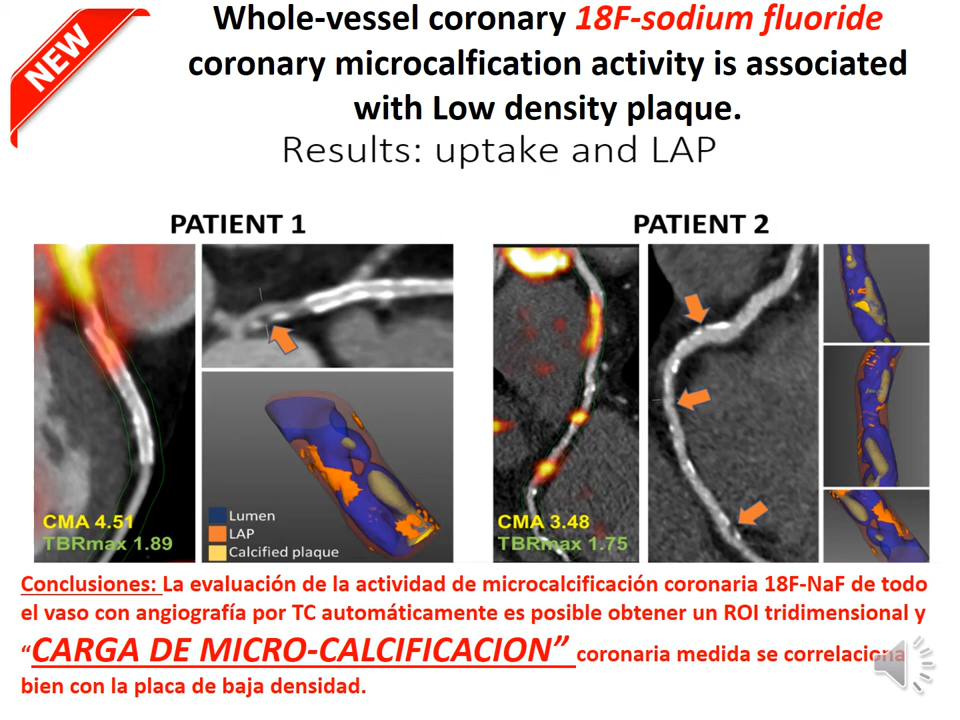 NEW
Whole-vessel coronary 18F-sodium fluoride
coronary microcalfication activity is associated
with Low density plaque.
Results: uptake and LAP
PATIENT 1
PATIENT 2
CMA 4.51
TBRmax 1.89
Lumen
LAP
Calcified plaque
CMA 3.48
TBRmax 1.75
Conclusiones: La evaluación de la actividad de microcalcificación coronaria 18F-NaF de todo
el vaso con angiografía por TC automáticamente es posible obtener un ROI tridimensional y
“CARGA DE MICRO-CALCIFICACION” coronaria medida se correlaciona
bien con la placa de baja densidad.